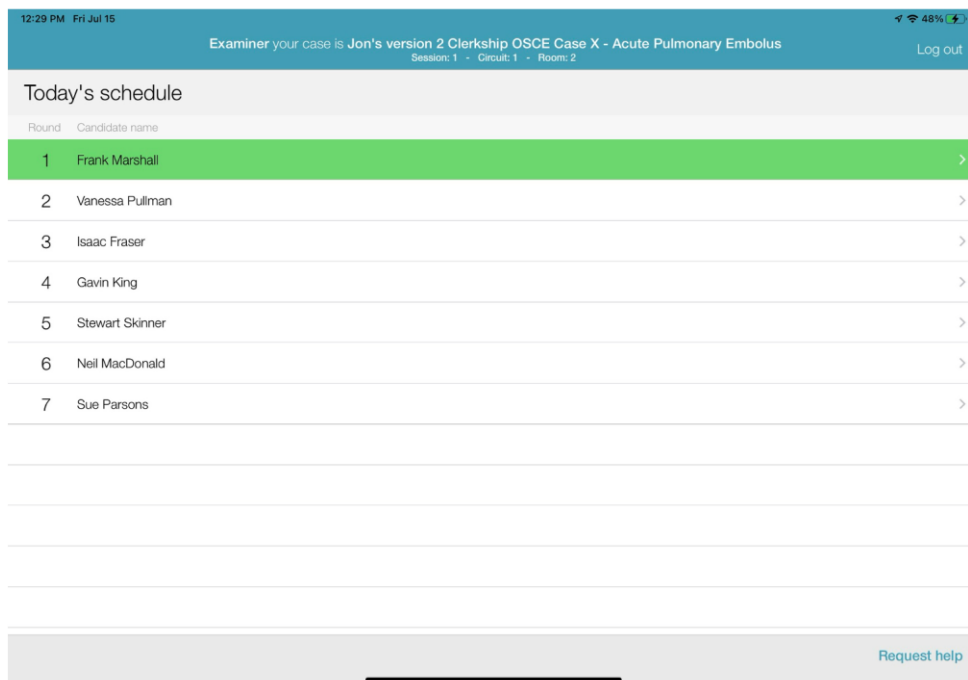 12:29 PM Fri Jul 15 48%
Examiner your case is Jon's version 2 Clerkship OSCE Case X - Acute Pulmonary Embolus
Session: 1 - Circuit: 1 - Room: 2
Log out
Today's schedule
Round Candidate name
1 Frank Marshall
2 Vanessa Pullman
3 Isaac Fraser
4 Gavin King
5 Stewart Skinner
6 Neil MacDonald
7 Sue Parsons
Request help